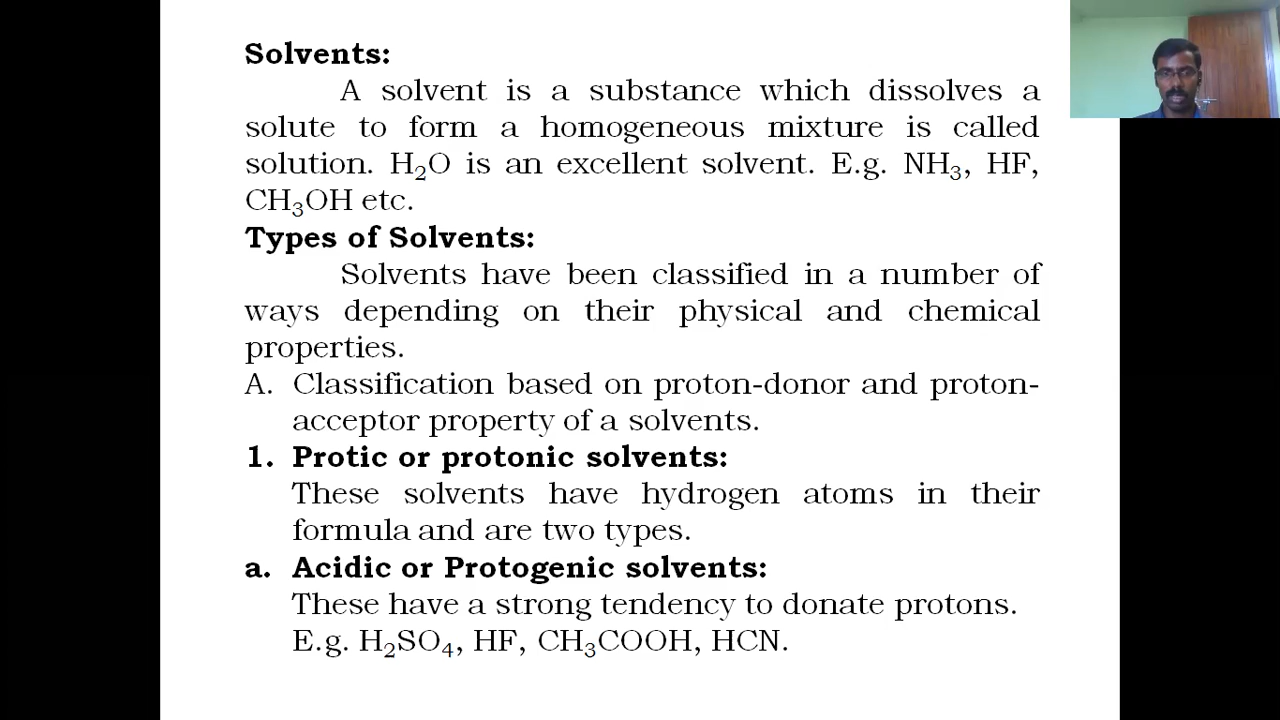 Solvents:
A solvent is a substance which dissolves a
solute to form a homogeneous mixture is called
solution. H₂O is an excellent solvent. E.g. NH₃, HF,
CH₃OH etc.
Types of Solvents:
Solvents have been classified in a number of
ways depending on their physical and chemical
properties.
A. Classification based on proton-donor and proton-
acceptor property of a solvents.
1. Protic or protonic solvents:
These solvents have hydrogen atoms in their
formula and are two types.
a. Acidic or Protogenic solvents:
These have a strong tendency to donate protons.
E.g. H₂SO₄, HF, CH₃COOH, HCN.